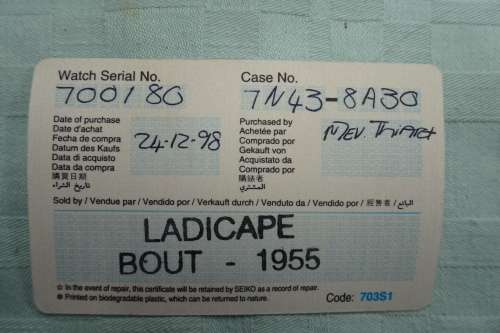 Watch Serial No.
700180
Case No.
7N43-8A30
Date of purchase
Date d'achat
Fecha de compra
Datum des Kaufs
Data di acquisto
Data da compra
購買日期
تاريخ الشراء
24-12-98
Purchased by
Achetée par
Comprado por
Gekauft von
Acquistato da
Comprado por
المشتري
MEV.
Sold by / Vendue par / Vendido por / Verkauft durch / Venduto da / Vendido por / 經售者 / البائع
LADICAPE
BOUT - 1955
☆ In the event of repair, this certificate will be retained by SEIKO as a record of repair.
● Printed on biodegradable plastic, which can be returned to nature.
Code: 703S1